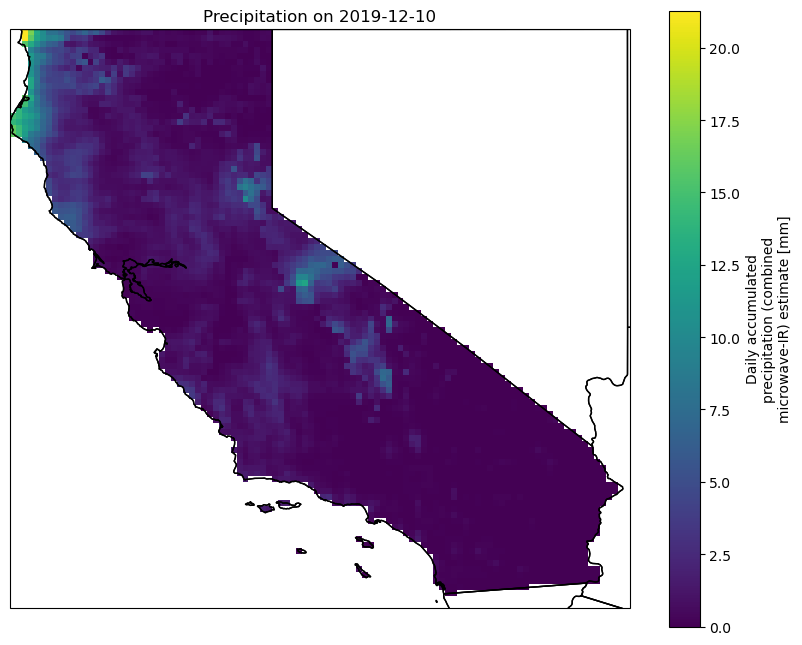 Precipitation on 2019-12-10
20.0
17.5
15.0
12.5
10.0
7.5
5.0
2.5
0.0
Daily accumulated
precipitation (combined
microwave-IR) estimate [mm]